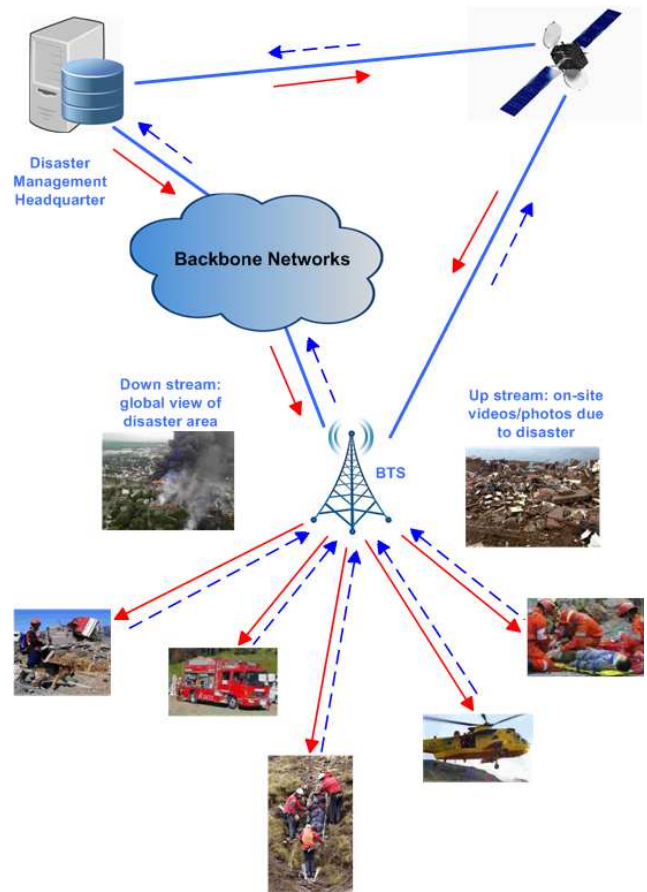 Disaster
Management
Headquarter
Backbone Networks
Down stream:
global view of
disaster area
Up stream: on-site
videos/photos due
to disaster
BTS